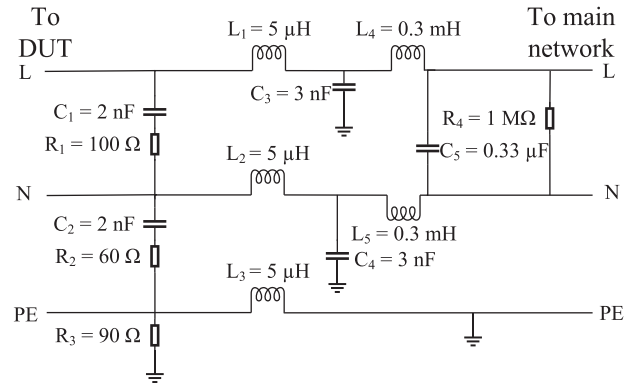 To
DUT
L₁= 5 µH
L₄= 0.3 mH
To main
network
L
L
C₁ = 2 nF
C₃ = 3 nF
R₁ = 100 Ω
R₄ = 1 MΩ
C₅ = 0.33 µF
L₂= 5 µH
N
N
C₂ = 2 nF
L₅= 0.3 mH
R₂ = 60 Ω
C₄ = 3 nF
L₃= 5 µH
PE
PE
R₃ = 90 Ω